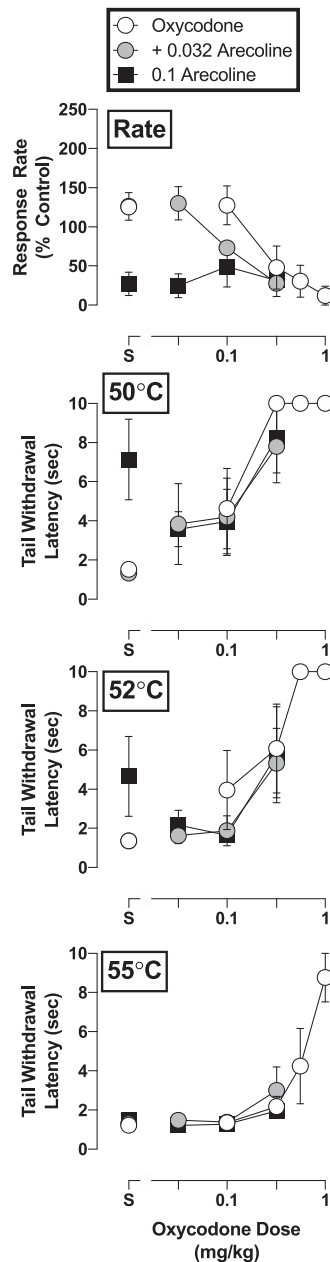 Oxycodone
+ 0.032 Arecoline
0.1 Arecoline
Rate
Response Rate
(% Control)
250
200
150
100
50
0
S
0.1
1
50°C
Tail Withdrawal
Latency (sec)
10
8
6
4
2
0
S
0.1
1
52°C
Tail Withdrawal
Latency (sec)
10
8
6
4
2
0
S
0.1
1
55°C
Tail Withdrawal
Latency (sec)
10
8
6
4
2
0
S
0.1
1
Oxycodone Dose
(mg/kg)